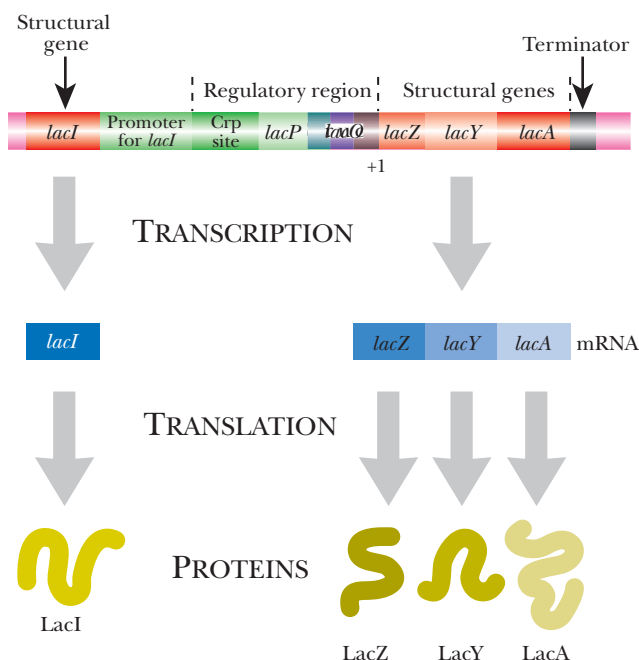 Structural
gene
Terminator
Regulatory region
Structural genes
lacI
Promoter
for lacI
Crp
site
lacP
lacZ
lacY
lacA
+1
TRANSCRIPTION
lacI
lacZ
lacY
lacA
mRNA
TRANSLATION
PROTEINS
LacI
LacZ
LacY
LacA